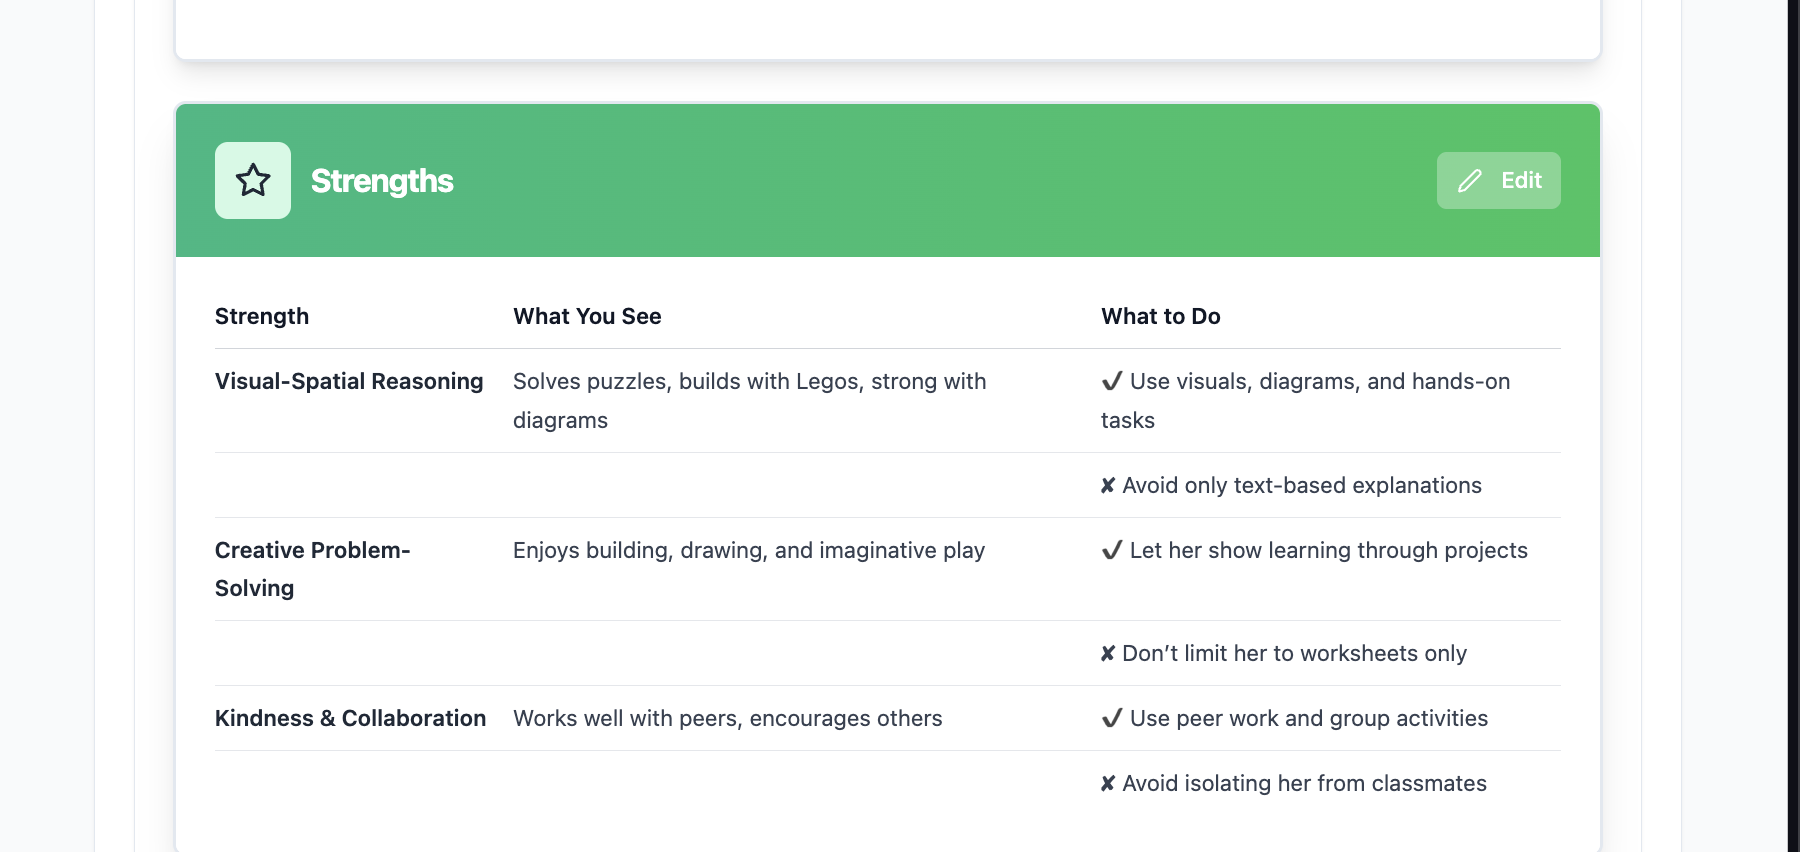 Strengths
Edit
Strength What You See What to Do
Visual-Spatial Reasoning Solves puzzles, builds with Legos, strong with ✔ Use visuals, diagrams, and hands-on
diagrams tasks
✘ Avoid only text-based explanations
Creative Problem- Enjoys building, drawing, and imaginative play ✔ Let her show learning through projects
Solving
✘ Don’t limit her to worksheets only
Kindness & Collaboration Works well with peers, encourages others ✔ Use peer work and group activities
✘ Avoid isolating her from classmates